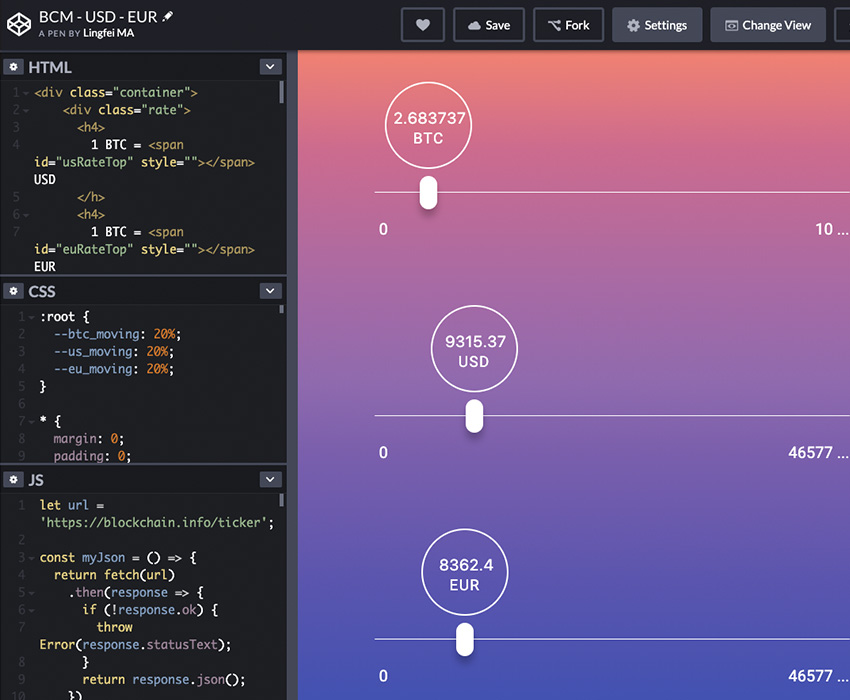 BCM - USD - EUR
A PEN BY Lingfei MA
Save
Fork
Settings
Change View
HTML
1 <div class="container">
2 <div class="rate">
3 <h4>
4 1 BTC = <span
id="usRateTop" style=""></span>
USD
5 </h>
6 <h4>
7 1 BTC = <span
id="euRateTop" style=""></span>
EUR
CSS
1 :root {
2 --btc_moving: 20%;
3 --us_moving: 20%;
4 --eu_moving: 20%;
5 }
6
7 * {
8 margin: 0;
9 padding: 0;
JS
1 let url =
'https://blockchain.info/ticker';
2
3 const myJson = () => {
4 return fetch(url)
5 .then(response => {
6 if (!response.ok) {
7 throw
Error(response.statusText);
8 }
9 return response.json();
10 })
2.683737
BTC
0
10 ...
9315.37
USD
0
46577 ...
8362.4
EUR
0
46577 ...